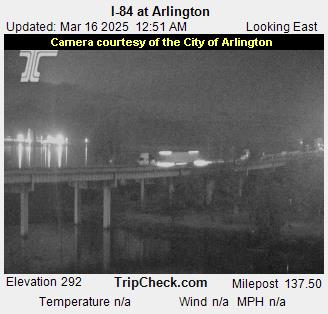 I-84 at Arlington
Updated: Mar 16 2025 12:51 AM Looking East
Camera courtesy of the City of Arlington
Elevation 292 TripCheck.com Milepost 137.50
Temperature n/a Wind n/a MPH n/a